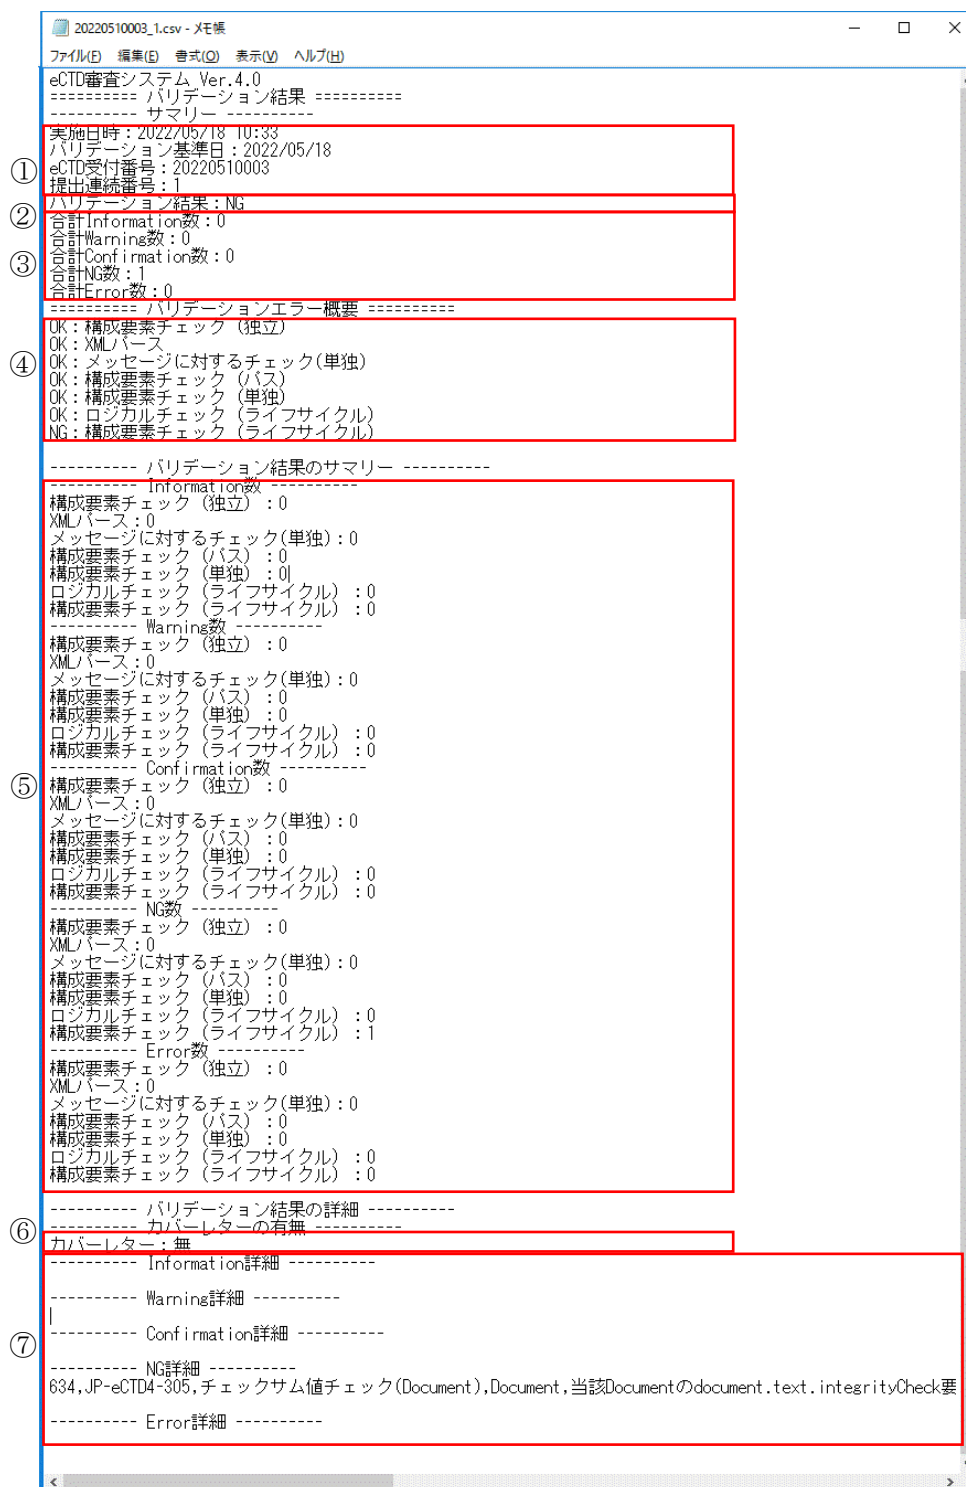 20220510003_1.csv - メモ帳
ファイル(F) 編集(E) 書式(O) 表示(V) ヘルプ(H)
eCTD審査システム Ver.4.0
========== バリデーション結果 ==========
---------- サマリー ----------
実施日時：2022/05/18 10:33
バリデーション基準日：2022/05/18
① eCTD受付番号：20220510003
提出連続番号：1
② バリデーション結果：NG
合計Information数：0
合計Warning数：0
③ 合計Confirmation数：0
合計NG数：1
合計Error数：0
========== バリデーションエラー概要 ==========
OK：構成要素チェック（独立）
OK：XMLパース
④ OK：メッセージに対するチェック(単独)
OK：構成要素チェック（パス）
OK：構成要素チェック（単独）
OK：ロジカルチェック（ライフサイクル）
NG：構成要素チェック（ライフサイクル）
---------- バリデーション結果のサマリー ----------
---------- Information数 ----------
構成要素チェック（独立）：0
XMLパース：0
メッセージに対するチェック(単独)：0
構成要素チェック（パス）：0
構成要素チェック（単独）：0
ロジカルチェック（ライフサイクル）：0
構成要素チェック（ライフサイクル）：0
---------- Warning数 ----------
構成要素チェック（独立）：0
XMLパース：0
メッセージに対するチェック(単独)：0
構成要素チェック（パス）：0
構成要素チェック（単独）：0
ロジカルチェック（ライフサイクル）：0
構成要素チェック（ライフサイクル）：0
---------- Confirmation数 ----------
⑤ 構成要素チェック（独立）：0
XMLパース：0
メッセージに対するチェック(単独)：0
構成要素チェック（パス）：0
構成要素チェック（単独）：0
ロジカルチェック（ライフサイクル）：0
構成要素チェック（ライフサイクル）：0
---------- NG数 ----------
構成要素チェック（独立）：0
XMLパース：0
メッセージに対するチェック(単独)：0
構成要素チェック（パス）：0
構成要素チェック（単独）：0
ロジカルチェック（ライフサイクル）：0
構成要素チェック（ライフサイクル）：1
---------- Error数 ----------
構成要素チェック（独立）：0
XMLパース：0
メッセージに対するチェック(単独)：0
構成要素チェック（パス）：0
構成要素チェック（単独）：0
ロジカルチェック（ライフサイクル）：0
構成要素チェック（ライフサイクル）：0
---------- バリデーション結果の詳細 ----------
---------- カバーレターの有無 ----------
⑥ カバーレター：無
---------- Information詳細 ----------
---------- Warning詳細 ----------
⑦ ---------- Confirmation詳細 ----------
---------- NG詳細 ----------
634,JP-eCTD4-305,チェックサム値チェック(Document),Document,当該Documentのdocument.text.integrityCheck要
---------- Error詳細 ----------